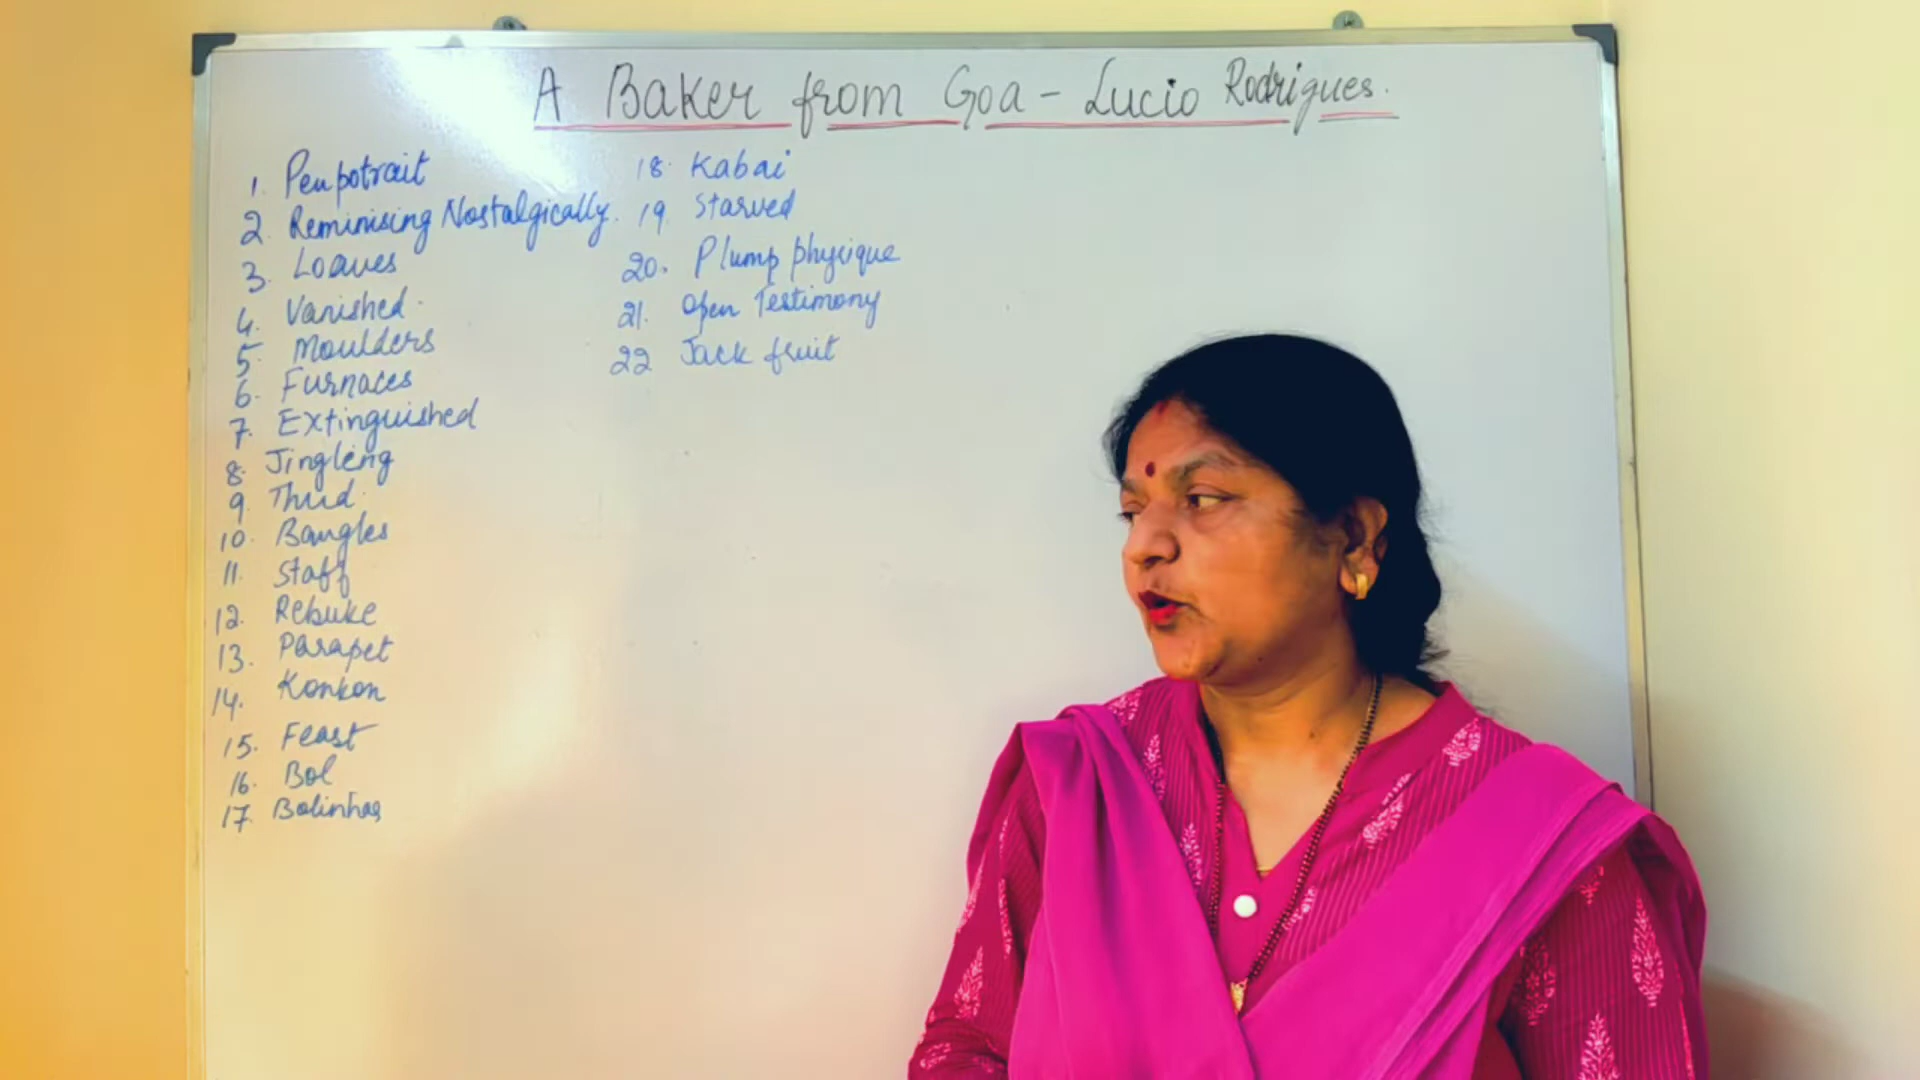 A Baker from Goa - Lucio Rodrigues.
1. Penpotrait
2. Reminising Nostalgically.
3. Loaves
4. Vanished.
5. Moulders
6. Furnaces
7. Extinguished
8. Jingleng
9. Thud.
10. Bangles
11. Staff
12. Rebuke
13. Parapet
14. Konkon
15. Feast
16. Bol
17. Bolinhas
18. Kabai
19. Starved
20. Plump physique
21. Open Testimony
22 Jack fruit